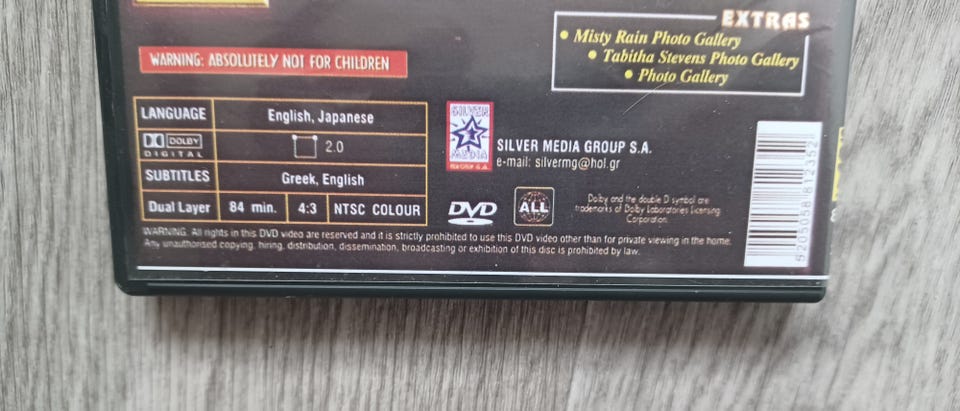 EXTRAS
• Misty Rain Photo Gallery
• Tabitha Stevens Photo Gallery
• Photo Gallery
WARNING: ABSOLUTELY NOT FOR CHILDREN
LANGUAGE English, Japanese
DOLBY DIGITAL 2.0
SUBTITLES Greek, English
Dual Layer 84 min. 4:3 NTSC COLOUR
SILVER
MEDIA
SILVER MEDIA GROUP S.A.
e-mail: silvermg@hol.gr
DVD
ALL
Dolby and the double D symbol are
trademarks of Dolby Laboratories Licensing
Corporation.
5205058812352
WARNING. All rights in this DVD video are reserved and it is strictly prohibited to use this DVD video other than for private viewing in the home.
Any unauthorised copying, hiring, distribution, dissemination, broadcasting or exhibition of this disc is prohibited by law.